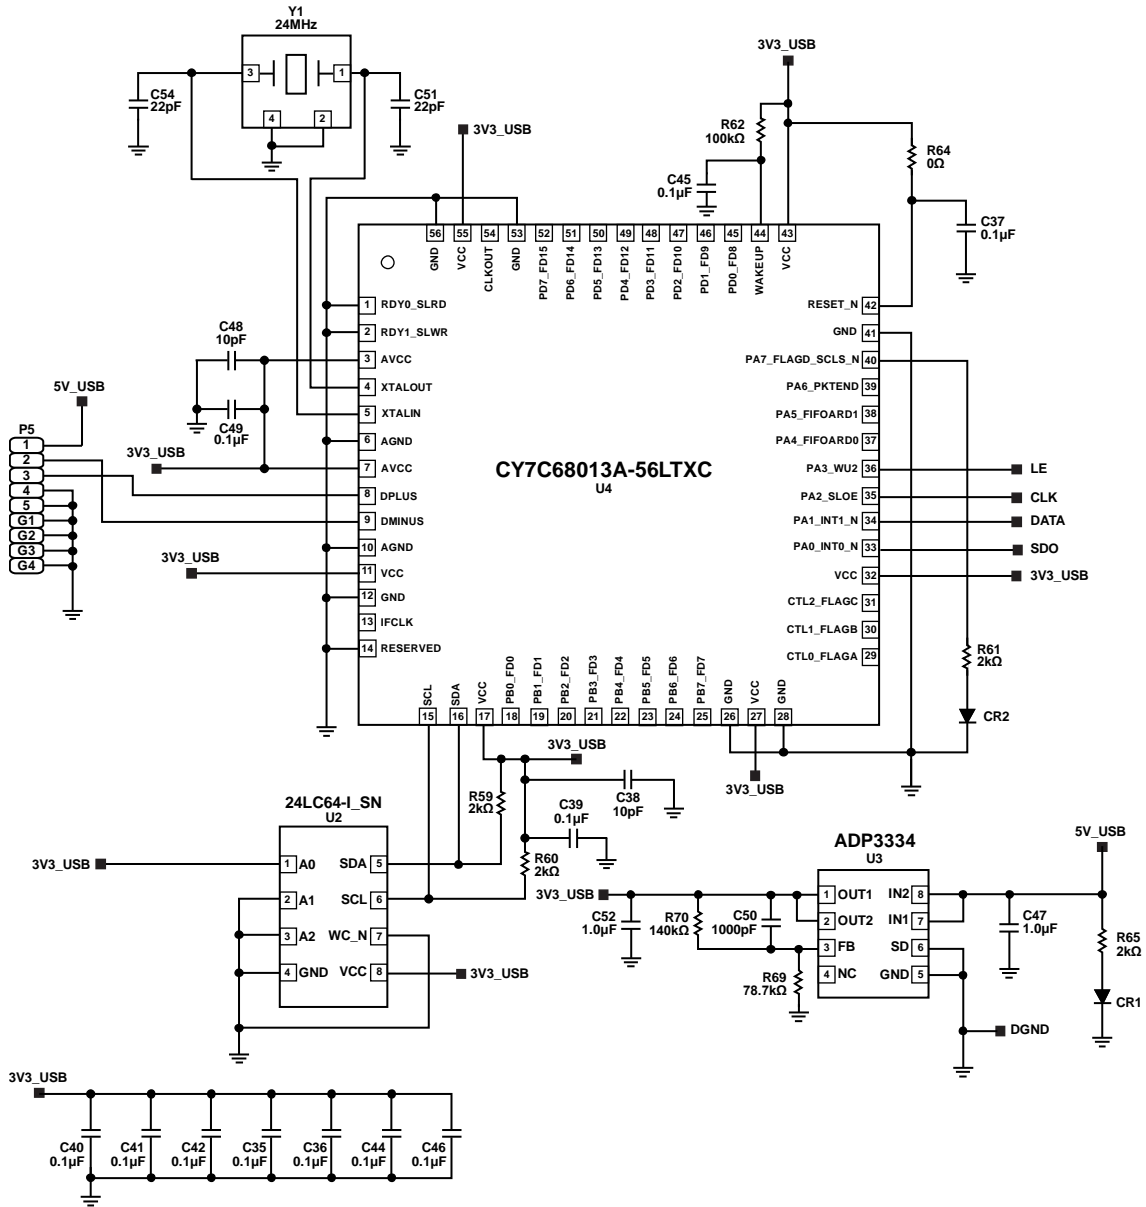 Y1
24MHz
3
1
4
2
C54
22pF
C51
22pF
3V3_USB
3V3_USB
R62
100kΩ
R64
0Ω
C45
0.1µF
C37
0.1µF
56
55
54
53
52
51
50
49
48
47
46
45
44
43
GND
VCC
CLKOUT
GND
PD7_FD15
PD6_FD14
PD5_FD13
PD4_FD12
PD3_FD11
PD2_FD10
PD1_FD9
PD0_FD8
WAKEUP
VCC
1 RDY0_SLRD
2 RDY1_SLWR
3 AVCC
4 XTALOUT
5 XTALIN
6 AGND
7 AVCC
8 DPLUS
9 DMINUS
10 AGND
11 VCC
12 GND
13 IFCLK
14 RESERVED
RESET_N 42
GND 41
PA7_FLAGD_SCLS_N 40
PA6_PKTEND 39
PA5_FIFOARD1 38
PA4_FIFOARD0 37
PA3_WU2 36
PA2_SLOE 35
PA1_INT1_N 34
PA0_INT0_N 33
VCC 32
CTL2_FLAGC 31
CTL1_FLAGB 30
CTL0_FLAGA 29
CY7C68013A-56LTXC
U4
C48
10pF
C49
0.1µF
5V_USB
3V3_USB
3V3_USB
P5
1
2
3
4
5
G1
G2
G3
G4
LE
CLK
DATA
SDO
3V3_USB
R61
2kΩ
CR2
SCL
SDA
VCC
PB0_FD0
PB1_FD1
PB2_FD2
PB3_FD3
PB4_FD4
PB5_FD5
PB6_FD6
PB7_FD7
GND
VCC
GND
15
16
17
18
19
20
21
22
23
24
25
26
27
28
3V3_USB
3V3_USB
R59
2kΩ
C38
10pF
C39
0.1µF
R60
2kΩ
24LC64-I_SN
U2
3V3_USB
1 A0
2 A1
3 A2
4 GND
SDA 5
SCL 6
WC_N 7
VCC 8
3V3_USB
ADP3334
U3
3V3_USB
C52
1.0µF
R70
140kΩ
C50
1000pF
R69
78.7kΩ
1 OUT1
2 OUT2
3 FB
4 NC
IN2 8
IN1 7
SD 6
GND 5
5V_USB
C47
1.0µF
R65
2kΩ
CR1
DGND
3V3_USB
C40
0.1µF
C41
0.1µF
C42
0.1µF
C35
0.1µF
C36
0.1µF
C44
0.1µF
C46
0.1µF